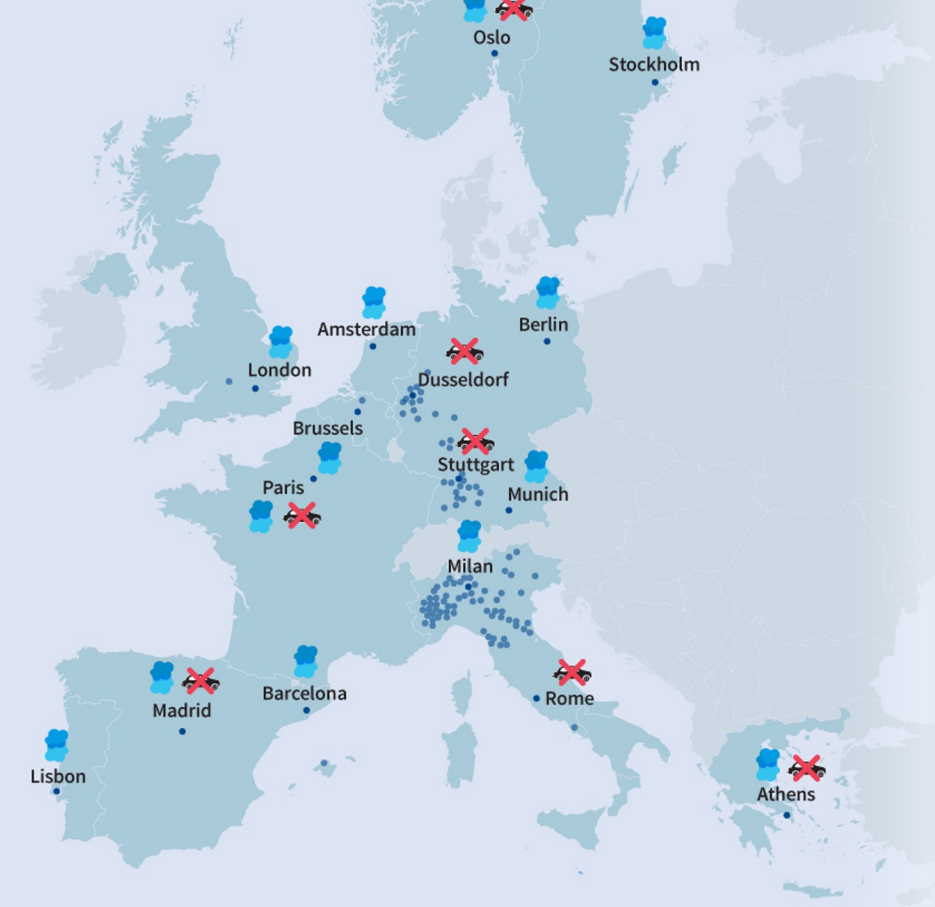 Oslo
Stockholm
Berlin
Amsterdam
London
Dusseldorf
Brussels
Stuttgart
Paris
Munich
Milan
Barcelona
Rome
Madrid
Lisbon
Athens